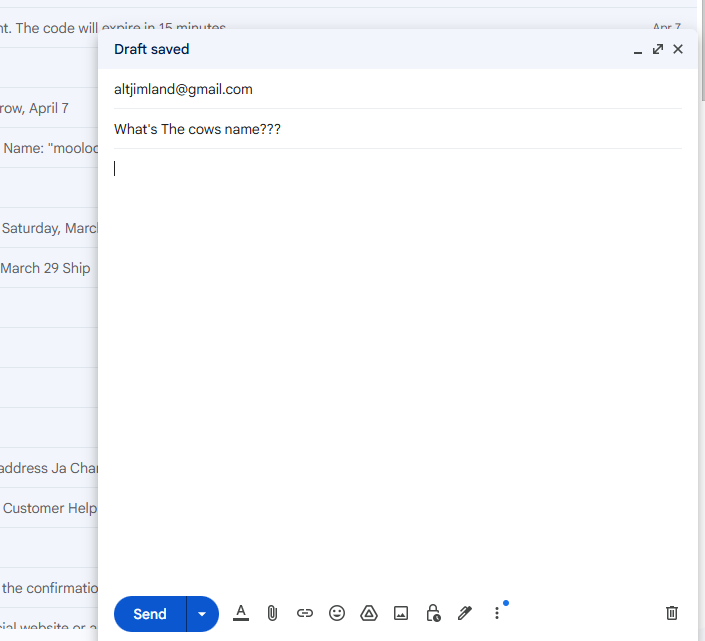 nt. The code will expire in 15 minutes
Apr 7
Draft saved
altjimland@gmail.com
row, April 7
What's The cows name???
Name: "mooloo
Saturday, March
March 29 Ship
address Ja Chan
Customer Help
the confirmatio
cial website or a
Send